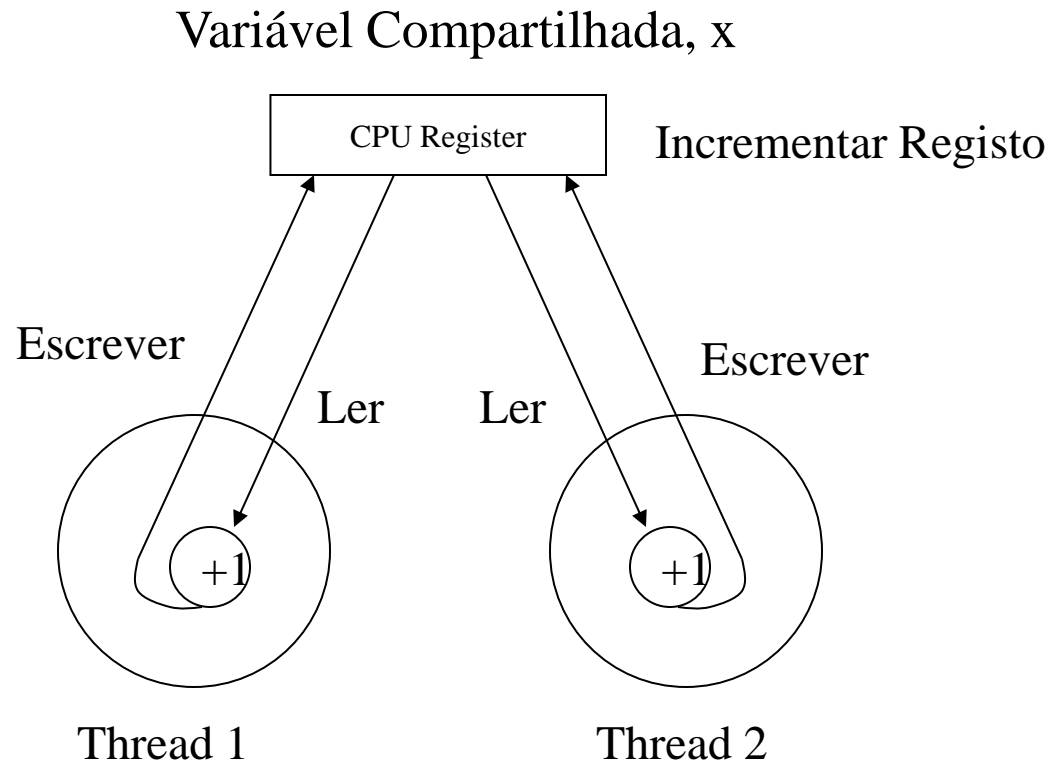 Variável Compartilhada, x
CPU Register
Incrementar Registo
Escrever
Escrever
Ler
Ler
+1
+1
Thread 1
Thread 2